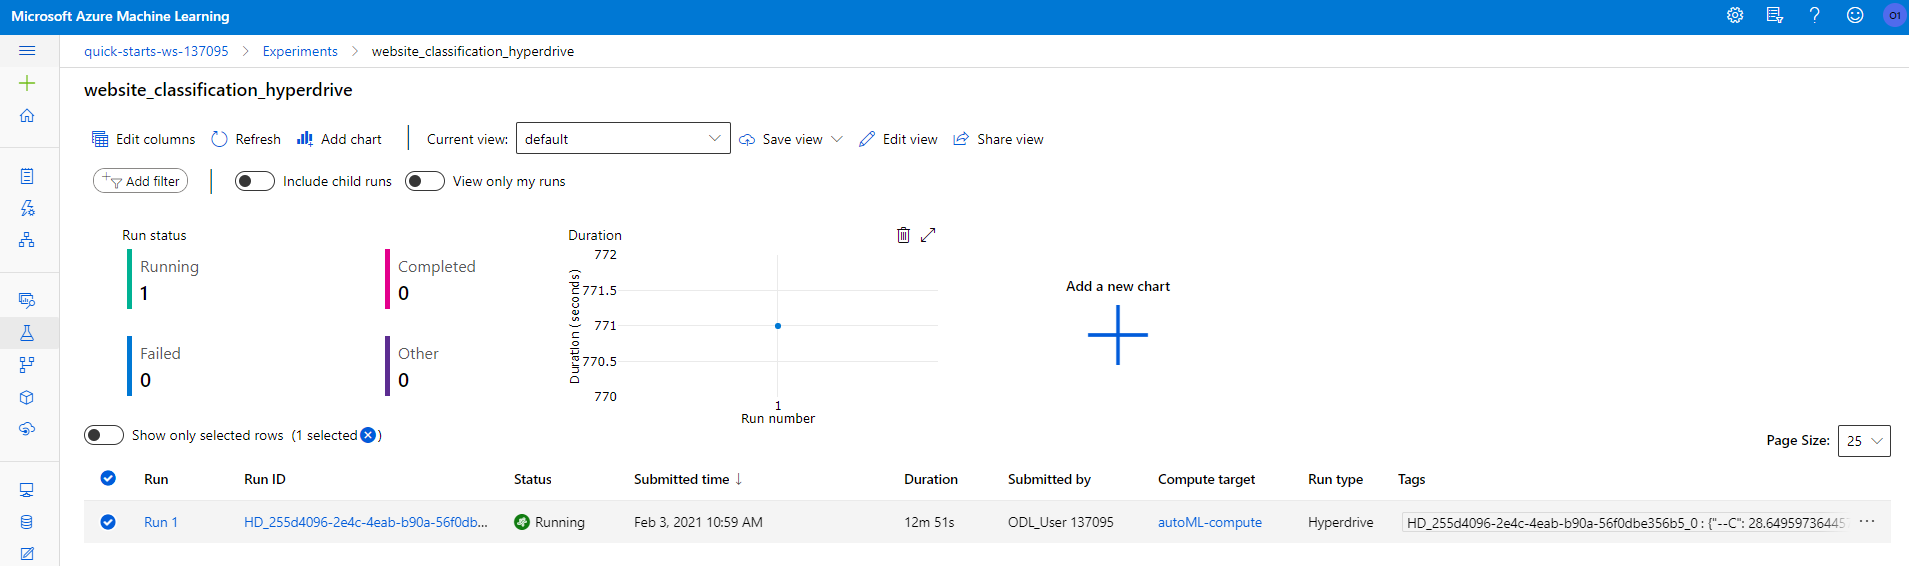 Microsoft Azure Machine Learning
O1
quick-starts-ws-137095 > Experiments > website_classification_hyperdrive
website_classification_hyperdrive
Edit columns Refresh Add chart Current view: default Save view Edit view Share view
Add filter Include child runs View only my runs
Run status
Running
1
Completed
0
Failed
0
Other
0
Duration
Duration (seconds)
772
771.5
771
770.5
770
1
Run number
Add a new chart
Show only selected rows (1 selected )
Page Size: 25
Run Run ID Status Submitted time ↓ Duration Submitted by Compute target Run type Tags
Run 1 HD_255d4096-2e4c-4eab-b90a-56f0db... Running Feb 3, 2021 10:59 AM 12m 51s ODL_User 137095 autoML-compute Hyperdrive HD_255d4096-2e4c-4eab-b90a-56f0dbe356b5_0 : {"--C": 28.649597364457 ...